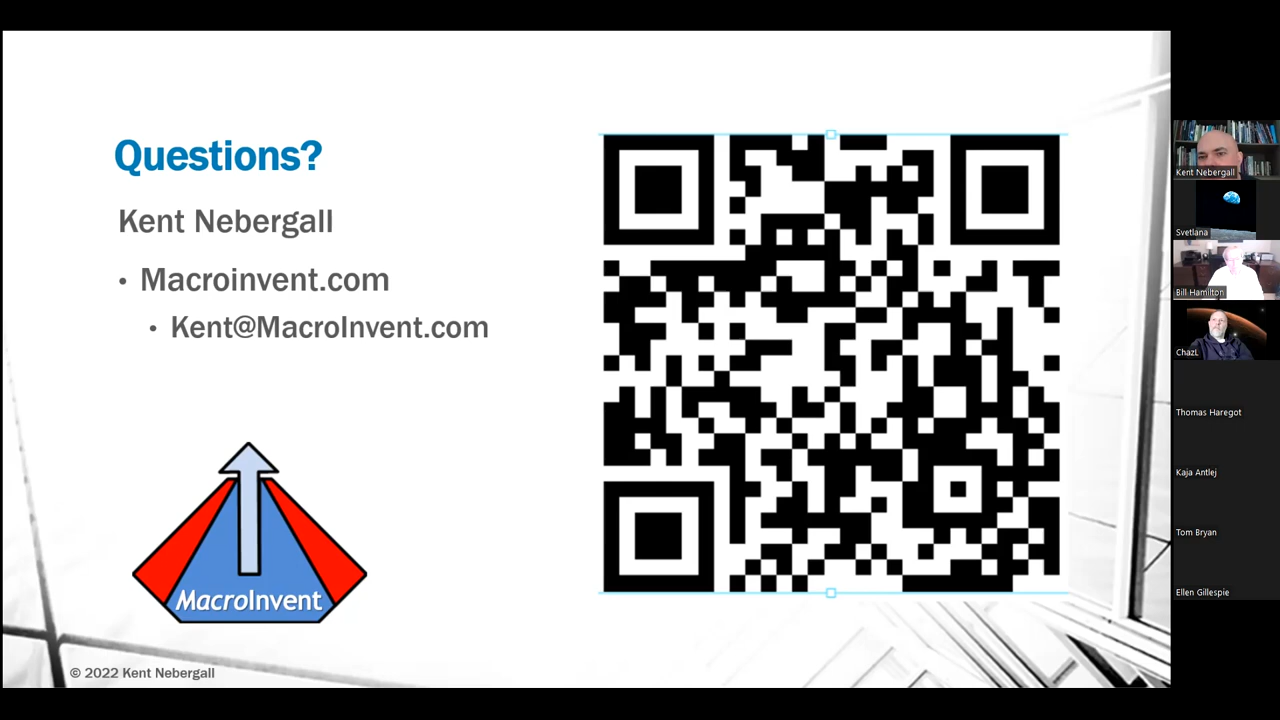 Questions?
Kent Nebergall
• Macroinvent.com
• Kent@MacroInvent.com
MacroInvent
© 2022 Kent Nebergall
Kent Nebergall
Svetlana
Bill Hamilton
ChazL
Thomas Haregot
Kaja Antlej
Tom Bryan
Ellen Gillespie